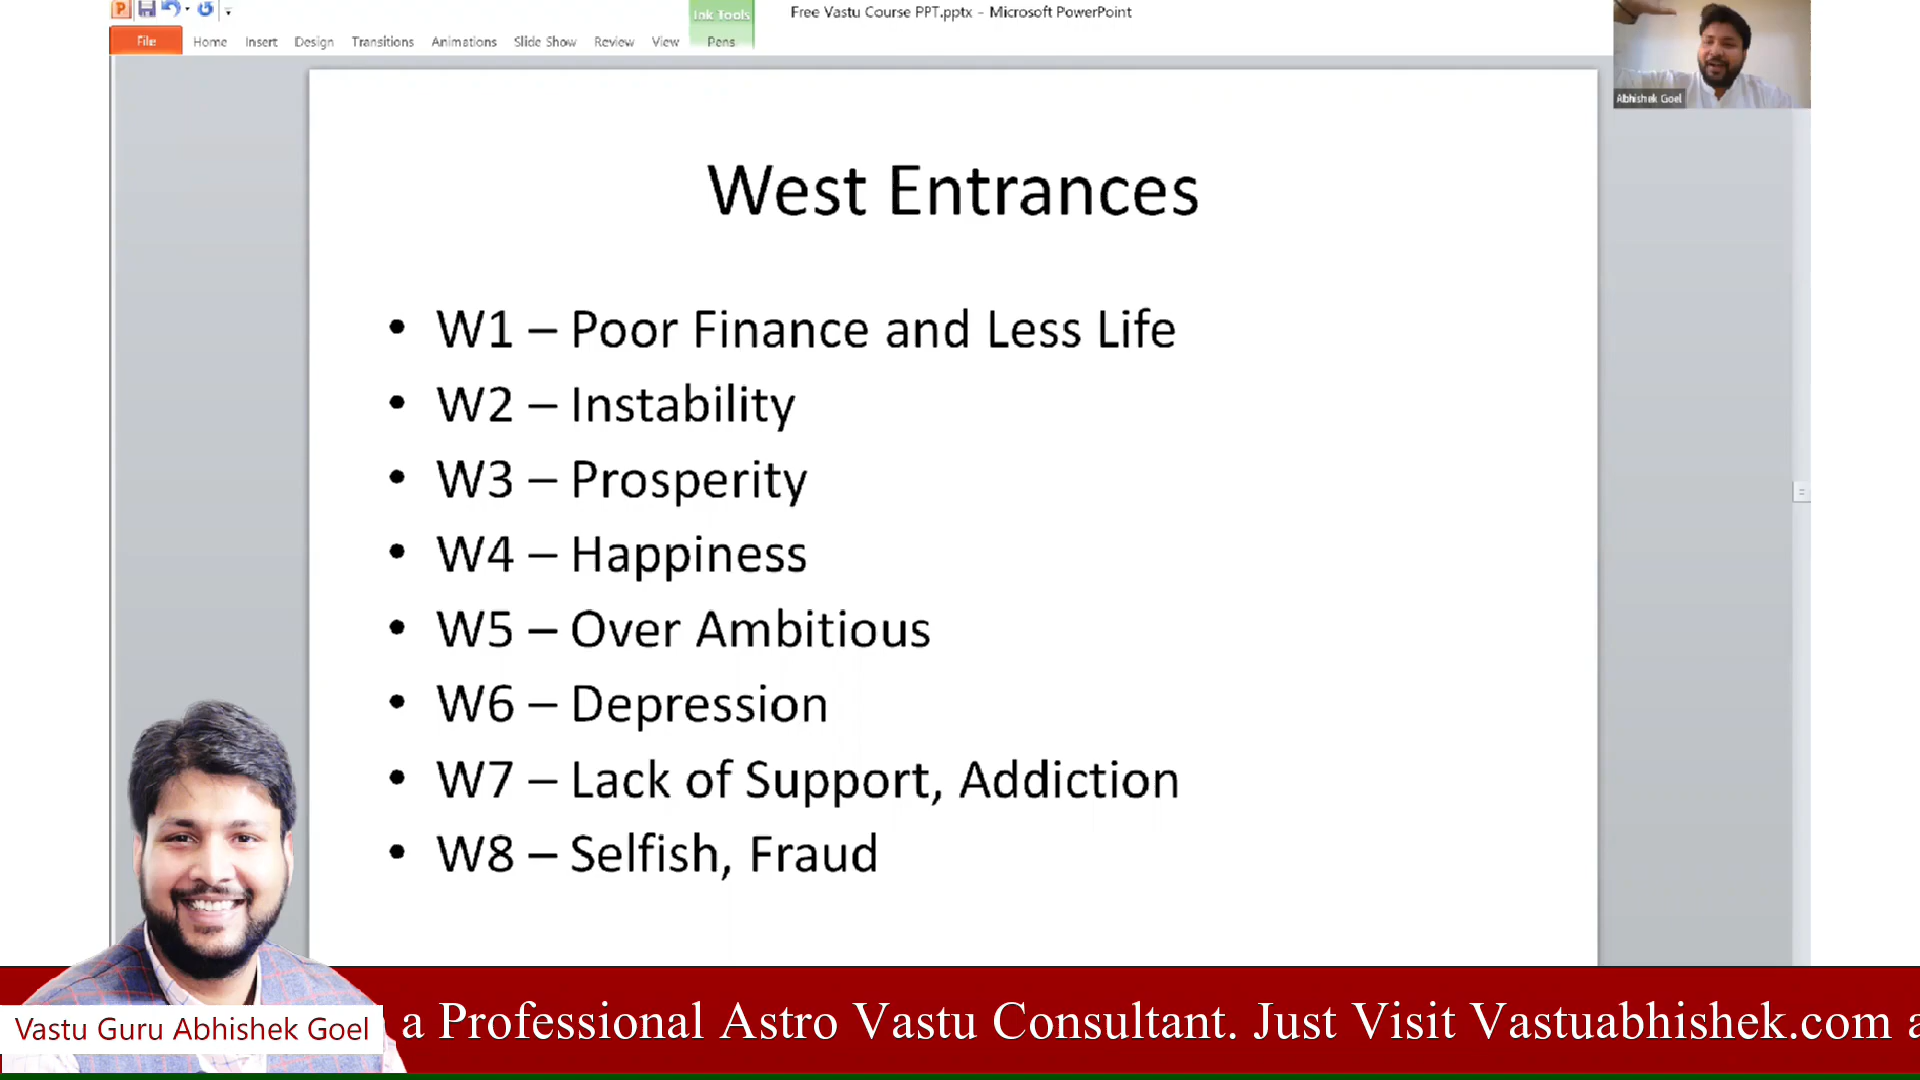 Ink Tools
Free Vastu Course PPT.pptx – Microsoft PowerPoint
File Home Insert Design Transitions Animations Slide Show Review View Pens
Abhishek Goel
West Entrances
• W1 – Poor Finance and Less Life
• W2 – Instability
• W3 – Prosperity
• W4 – Happiness
• W5 – Over Ambitious
• W6 – Depression
• W7 – Lack of Support, Addiction
• W8 – Selfish, Fraud
Vastu Guru Abhishek Goel
a Professional Astro Vastu Consultant. Just Visit Vastuabhishek.com a